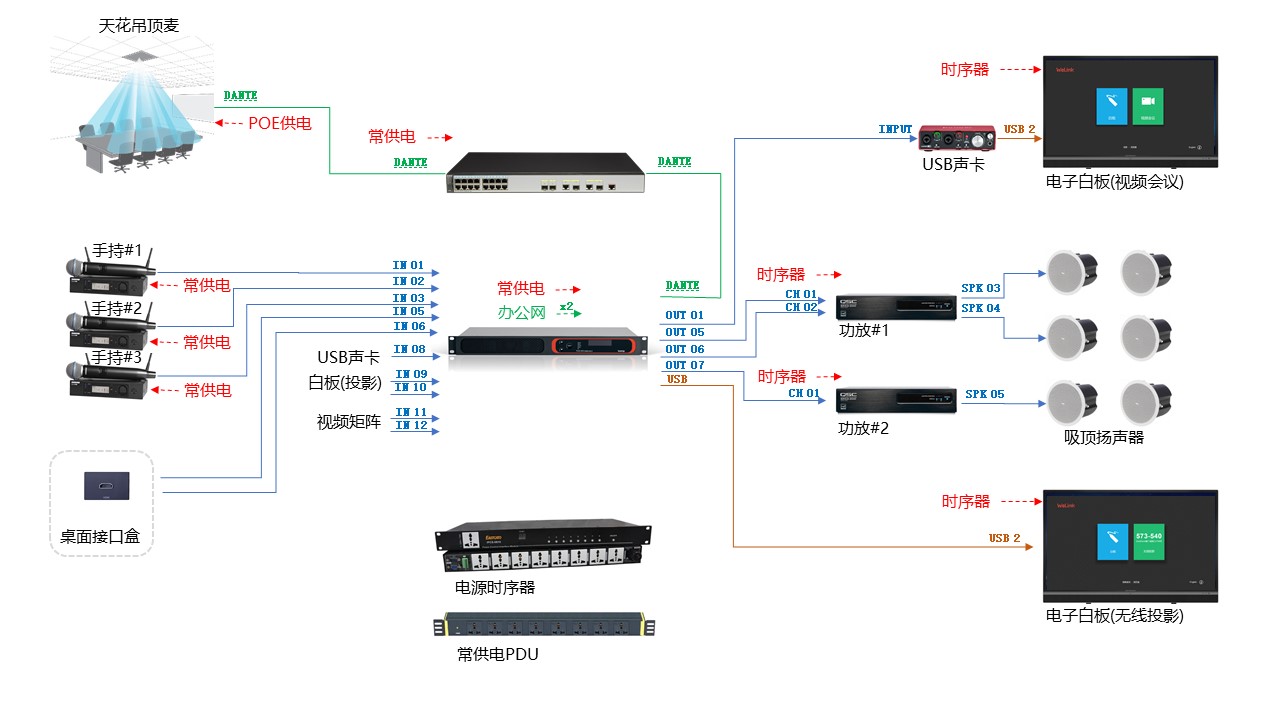 天花吊顶麦
DANTE
POE供电
常供电
DANTE
DANTE
时序器
INPUT
USB 2
USB声卡
电子白板(视频会议)
手持#1
常供电
手持#2
常供电
手持#3
常供电
IN 01
IN 02
IN 03
IN 05
IN 06
USB声卡
IN 08
白板(投影)
IN 09
IN 10
视频矩阵
IN 11
IN 12
常供电
办公网 x2
DANTE
OUT 01
OUT 05
OUT 06
OUT 07
USB
时序器
CH 01
CH 02
QSC
功放#1
SPK 03
SPK 04
时序器
CH 01
QSC
功放#2
SPK 05
吸顶扬声器
桌面接口盒
电源时序器
常供电PDU
时序器
USB 2
573-540
电子白板(无线投影)